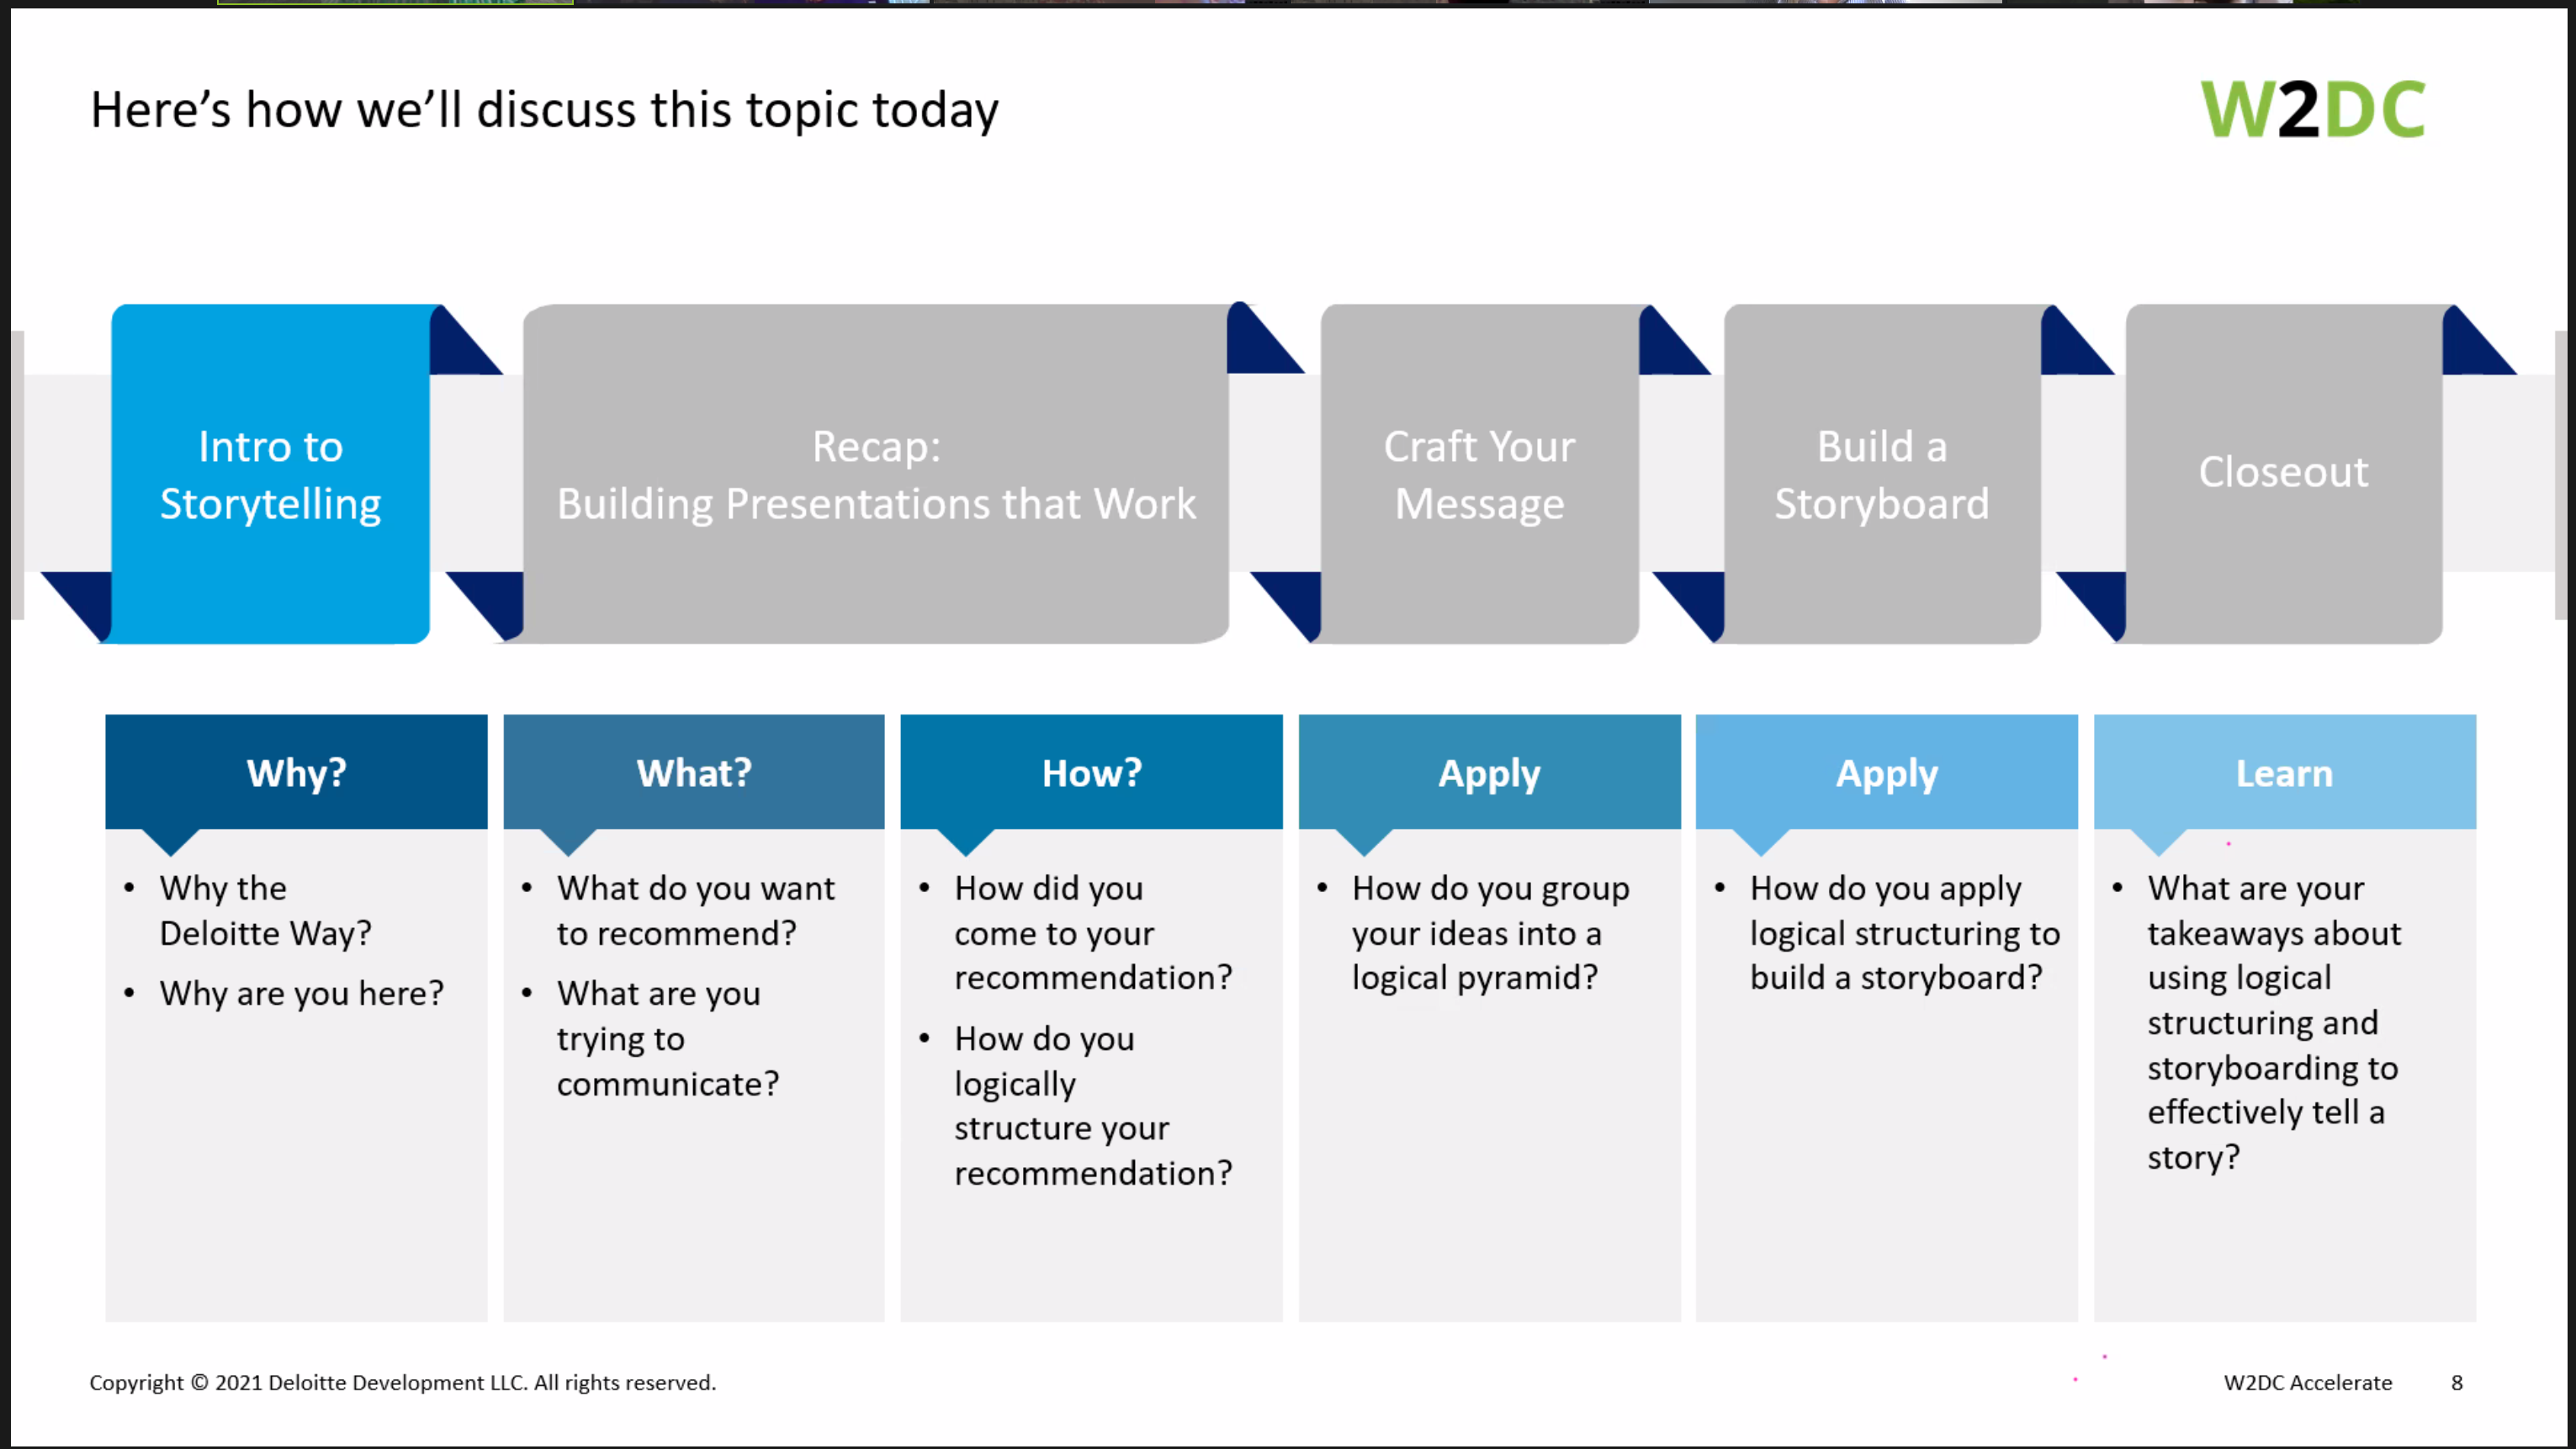 Here’s how we’ll discuss this topic today
W2DC
Intro to
Storytelling
Recap:
Building Presentations that Work
Craft Your
Message
Build a
Storyboard
Closeout
Why?
• Why the
Deloitte Way?
• Why are you here?
What?
• What do you want
to recommend?
• What are you
trying to
communicate?
How?
• How did you
come to your
recommendation?
• How do you
logically
structure your
recommendation?
Apply
• How do you group
your ideas into a
logical pyramid?
Apply
• How do you apply
logical structuring to
build a storyboard?
Learn
• What are your
takeaways about
using logical
structuring and
storyboarding to
effectively tell a
story?
Copyright © 2021 Deloitte Development LLC. All rights reserved.
W2DC Accelerate
8